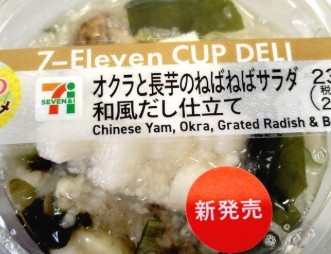 7-Eleven CUP DELI
SEVEN & i
オクラと長芋のねばねばサラダ
和風だし仕立て
Chinese Yam, Okra, Grated Radish &
新発売